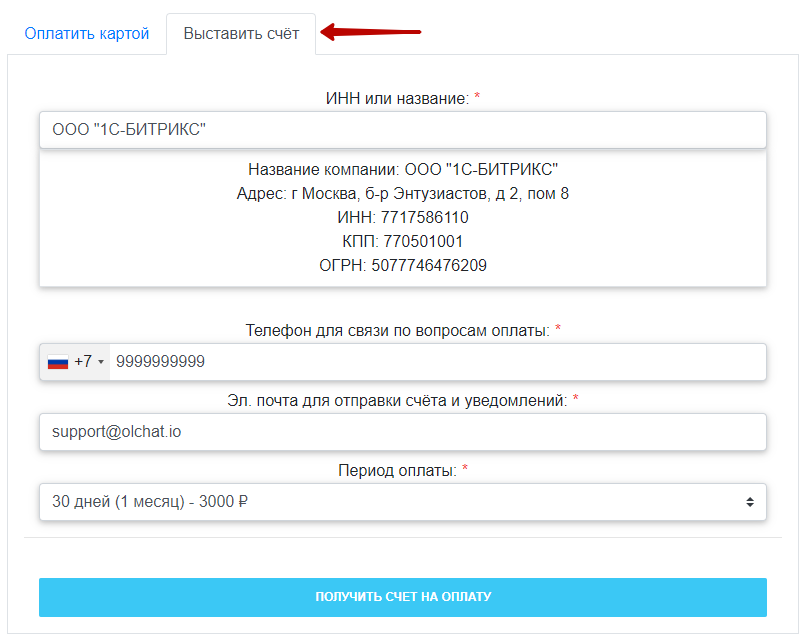 Оплатить картой
Выставить счёт
ИНН или название: *
ООО "1С-БИТРИКС"
Название компании: ООО "1С-БИТРИКС"
Адрес: г Москва, б-р Энтузиастов, д 2, пом 8
ИНН: 7717586110
КПП: 770501001
ОГРН: 5077746476209
Телефон для связи по вопросам оплаты: *
+7 9999999999
Эл. почта для отправки счёта и уведомлений: *
support@olchat.io
Период оплаты: *
30 дней (1 месяц) - 3000 ₽
ПОЛУЧИТЬ СЧЕТ НА ОПЛАТУ